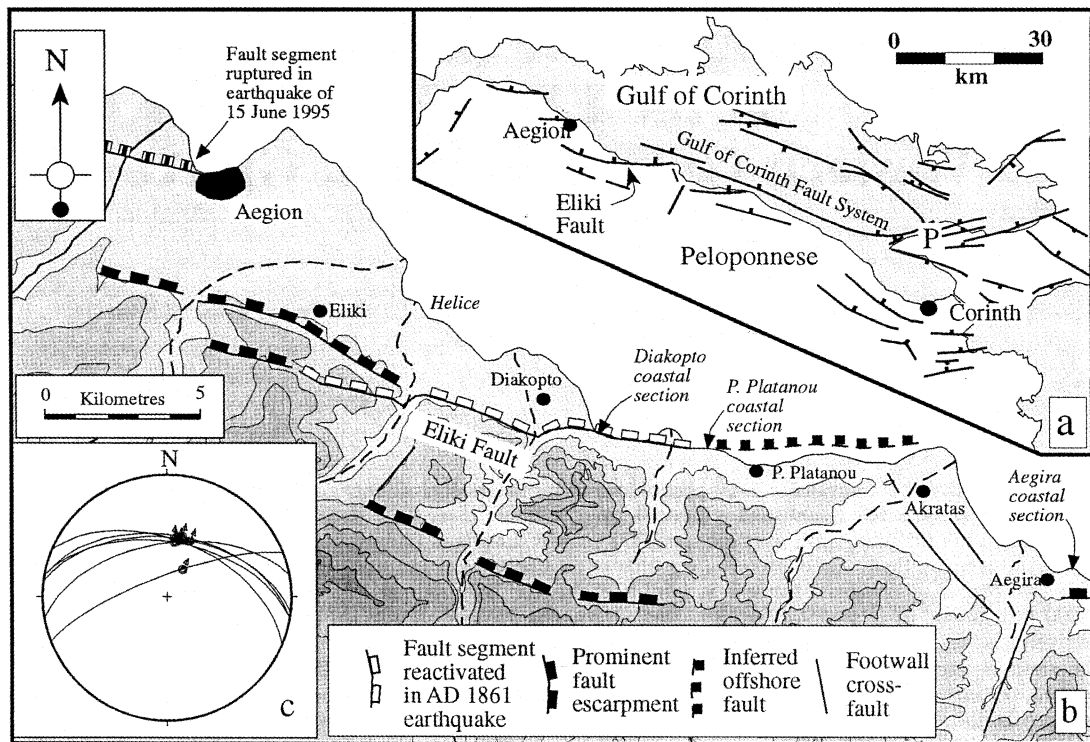 N
Fault segment
ruptured in
earthquake of
15 June 1995
Aegion
Eliki
Helice
0 Kilometres 5
Diakopto
Eliki Fault
Diakopto
coastal
section
P. Platanou
coastal
section
P. Platanou
Akratas
Aegira
coastal
section
Aegira
b
0 30
km
Gulf of Corinth
Aegion
Gulf of Corinth Fault System
Eliki
Fault
P
Peloponnese
Corinth
a
N
c
Fault segment
reactivated
in AD 1861
earthquake
Prominent
fault
escarpment
Inferred
offshore
fault
Footwall
cross-
fault